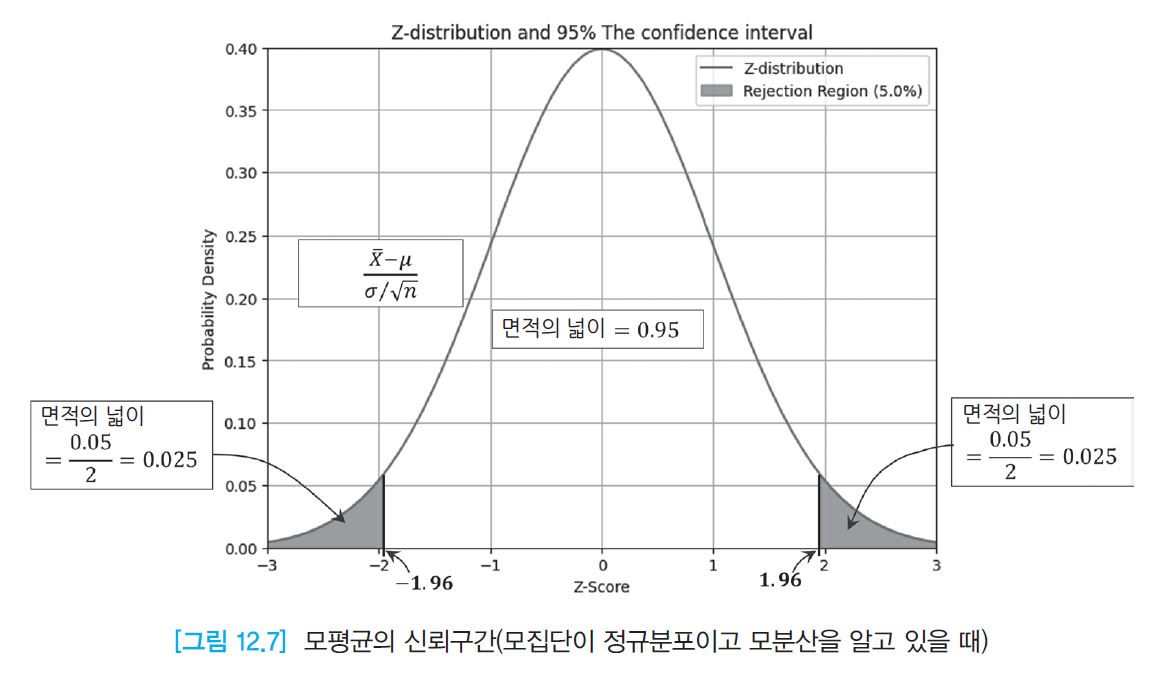 Z-distribution and 95% The confidence interval
Z-distribution
Rejection Region (5.0%)
0.40
0.35
0.30
0.25
0.20
0.15
0.10
0.05
0.00
Probability Density
X̄−μ
σ/√n
면적의 넓이 = 0.95
면적의 넓이
= 0.05/2 = 0.025
면적의 넓이
= 0.05/2 = 0.025
−3 −2 −1 0 1 2 3
−1.96
1.96
Z-Score
[그림 12.7] 모평균의 신뢰구간(모집단이 정규분포이고 모분산을 알고 있을 때)